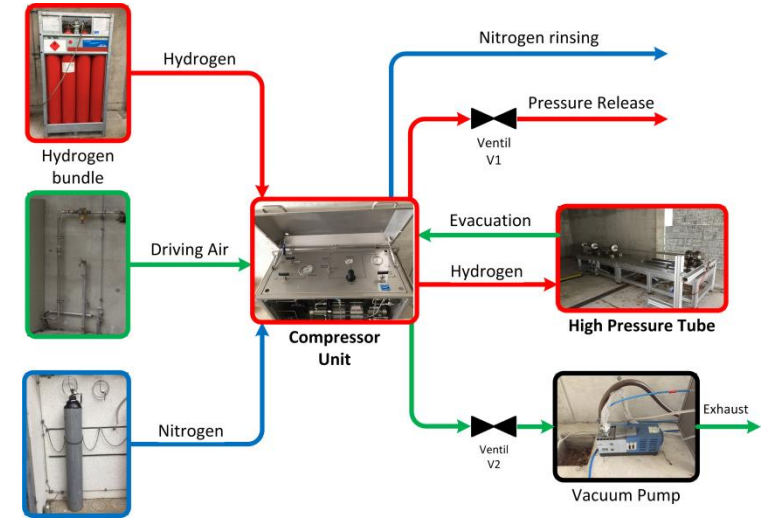 Nitrogen rinsing
Hydrogen
Pressure Release
Ventil
V1
Hydrogen
bundle
Driving Air
Evacuation
Hydrogen
High Pressure Tube
Compressor
Unit
Nitrogen
Ventil
V2
Exhaust
Vacuum Pump